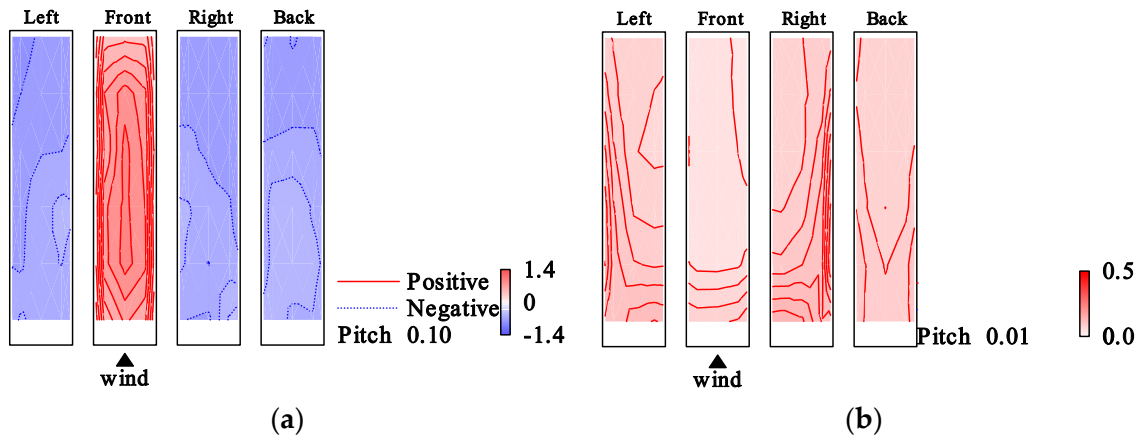 Left Front Right Back
Positive
Negative
Pitch 0.10
1.4
0
-1.4
wind
(a)
Left Front Right Back
0.5
0.0
Pitch 0.01
wind
(b)